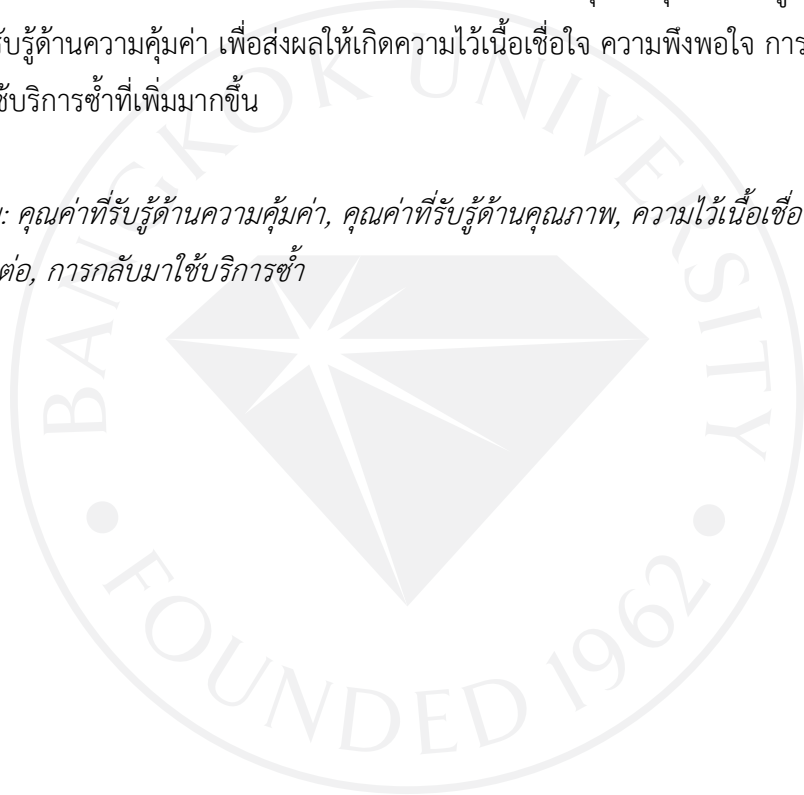 รับรู้ด้านความคุ้มค่า เพื่อส่งผลให้เกิดความไว้เนื้อเชื่อใจ ความพึงพอใจ การ
ใช้บริการซ้ำที่เพิ่มมากขึ้น
: คุณค่าที่รับรู้ด้านความคุ้มค่า, คุณค่าที่รับรู้ด้านคุณภาพ, ความไว้เนื้อเชื่อ
ต่อ, การกลับมาใช้บริการซ้ำ
BANGKOK UNIVERSITY
FOUNDED 1962